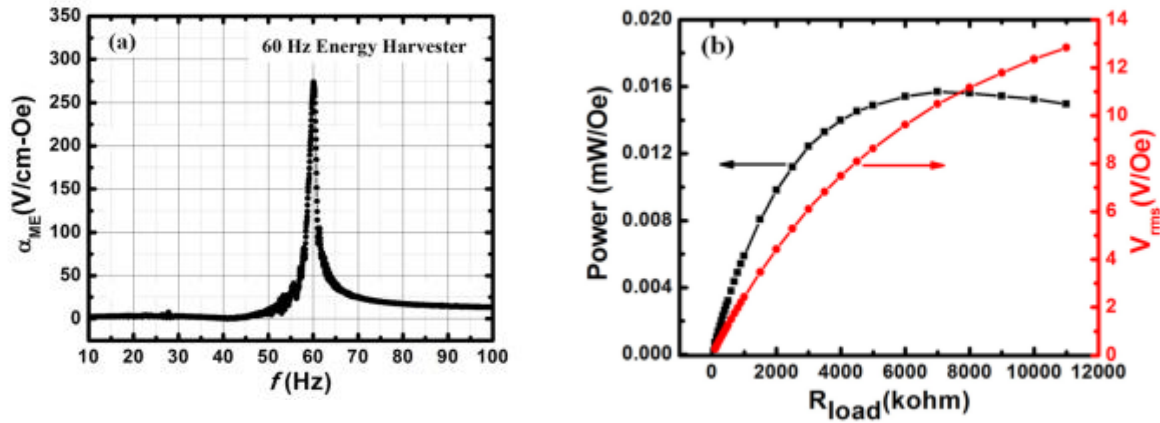 (a)
60 Hz Energy Harvester
350
300
250
200
150
100
50
0
α_ME(V/cm-Oe)
10 20 30 40 50 60 70 80 90 100
f(Hz)
(b)
0.020
0.016
0.012
0.008
0.004
0.000
Power (mW/Oe)
14
12
10
8
6
4
2
0
V_rms(V/Oe)
0 2000 4000 6000 8000 10000 12000
R_load(kohm)